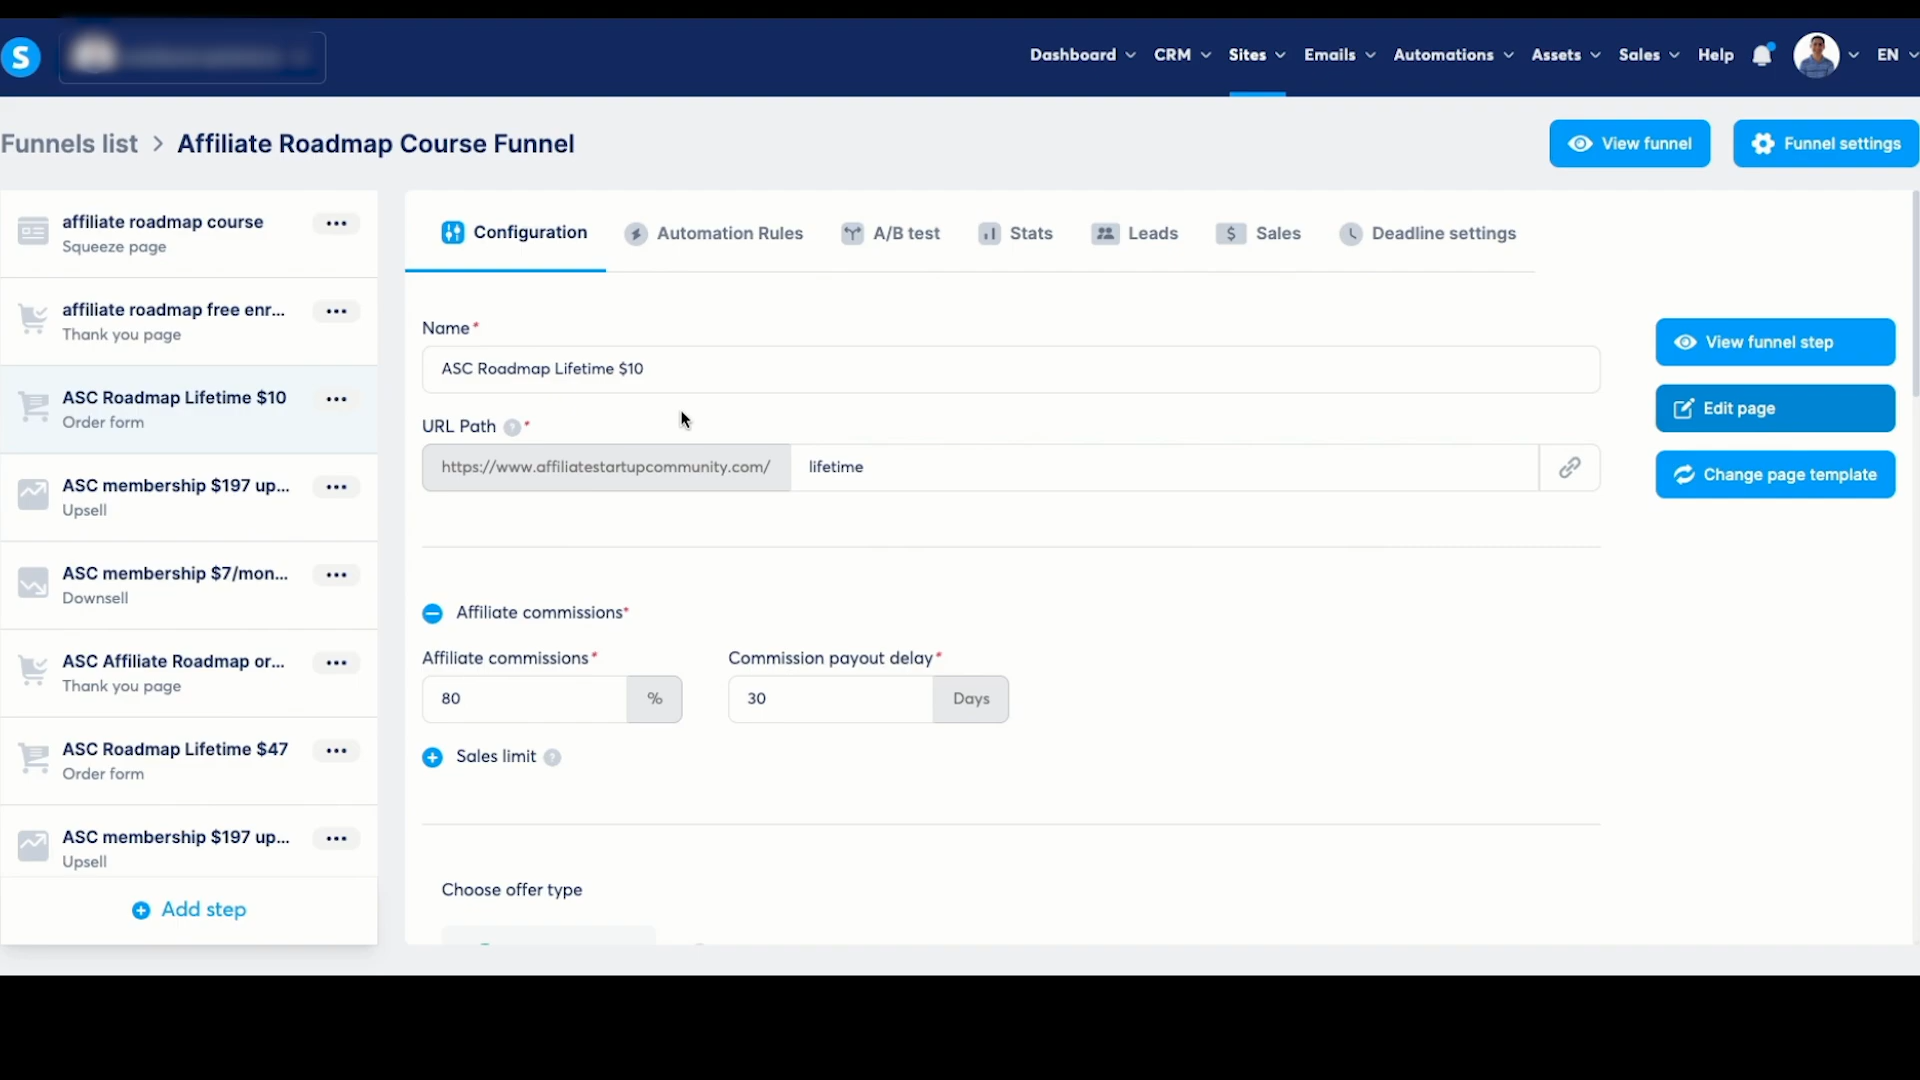 S
Dashboard CRM Sites Emails Automations Assets Sales Help EN
Funnels list > Affiliate Roadmap Course Funnel
View funnel
Funnel settings
affiliate roadmap course
Squeeze page
affiliate roadmap free enr...
Thank you page
ASC Roadmap Lifetime $10
Order form
ASC membership $197 up...
Upsell
ASC membership $7/mon...
Downsell
ASC Affiliate Roadmap or...
Thank you page
ASC Roadmap Lifetime $47
Order form
ASC membership $197 up...
Upsell
Add step
Configuration Automation Rules A/B test Stats Leads $ Sales Deadline settings
Name*
ASC Roadmap Lifetime $10
URL Path ? *
https://www.affiliatestartupcommunity.com/ lifetime
Affiliate commissions*
Affiliate commissions* Commission payout delay*
80 % 30 Days
Sales limit ?
Choose offer type
View funnel step
Edit page
Change page template